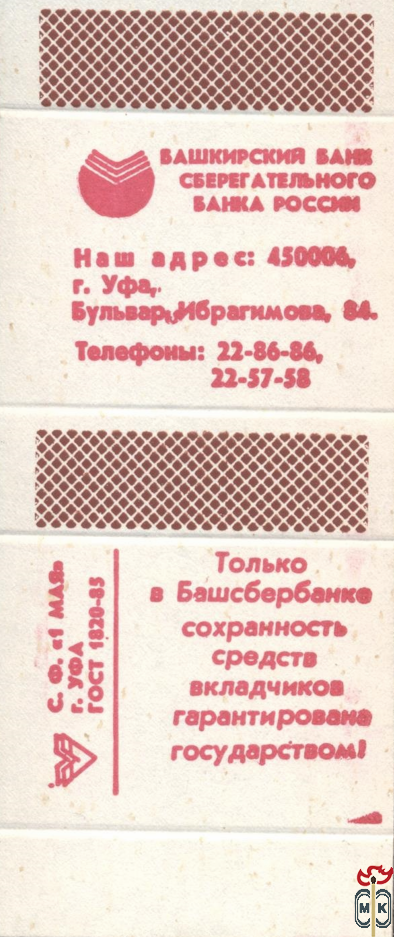 БАШКИРСКИЙ БАНК
СБЕРЕГАТЕЛЬНОГО
БАНКА РОССИИ
Наш адрес: 450006,
г. Уфа,
Бульвар Ибрагимова, 84.
Телефоны: 22-86-86,
22-57-58
С. Ф. «1 МАЯ»
г. УФА
ГОСТ 1820-85
Только
в Башсбербанке
сохранность
средств
вкладчиков
гарантирована
государством!
МК